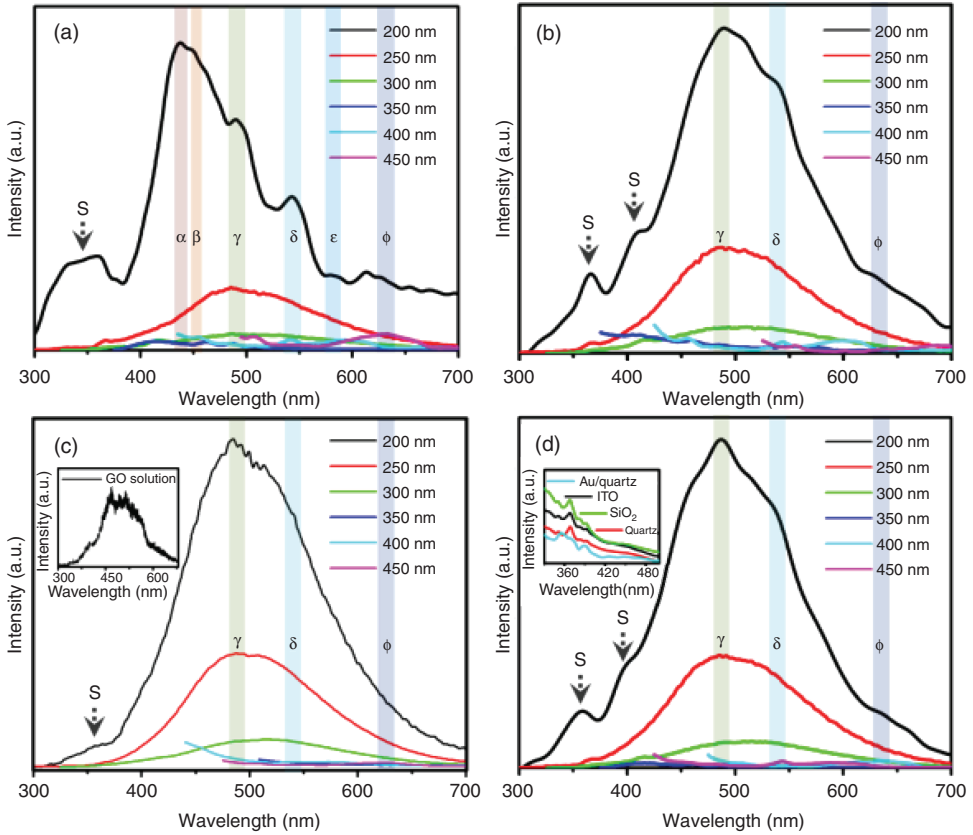 (a)
200 nm
250 nm
300 nm
350 nm
400 nm
450 nm
S
α β γ δ ε ϕ
Intensity (a.u.)
300 400 500 600 700
Wavelength (nm)
(b)
200 nm
250 nm
300 nm
350 nm
400 nm
450 nm
S
S
γ δ ϕ
Intensity (a.u.)
300 400 500 600 700
Wavelength (nm)
(c)
200 nm
250 nm
300 nm
350 nm
400 nm
450 nm
GO solution
Intensity (a.u.)
300 450 600
Wavelength (nm)
S
γ δ ϕ
Intensity (a.u.)
300 400 500 600 700
Wavelength (nm)
(d)
200 nm
250 nm
300 nm
350 nm
400 nm
450 nm
Au/quartz
ITO
SiO2
Quartz
Intensity (a.u.)
360 420 480
Wavelength(nm)
S
S
γ δ ϕ
Intensity (a.u.)
300 400 500 600 700
Wavelength (nm)